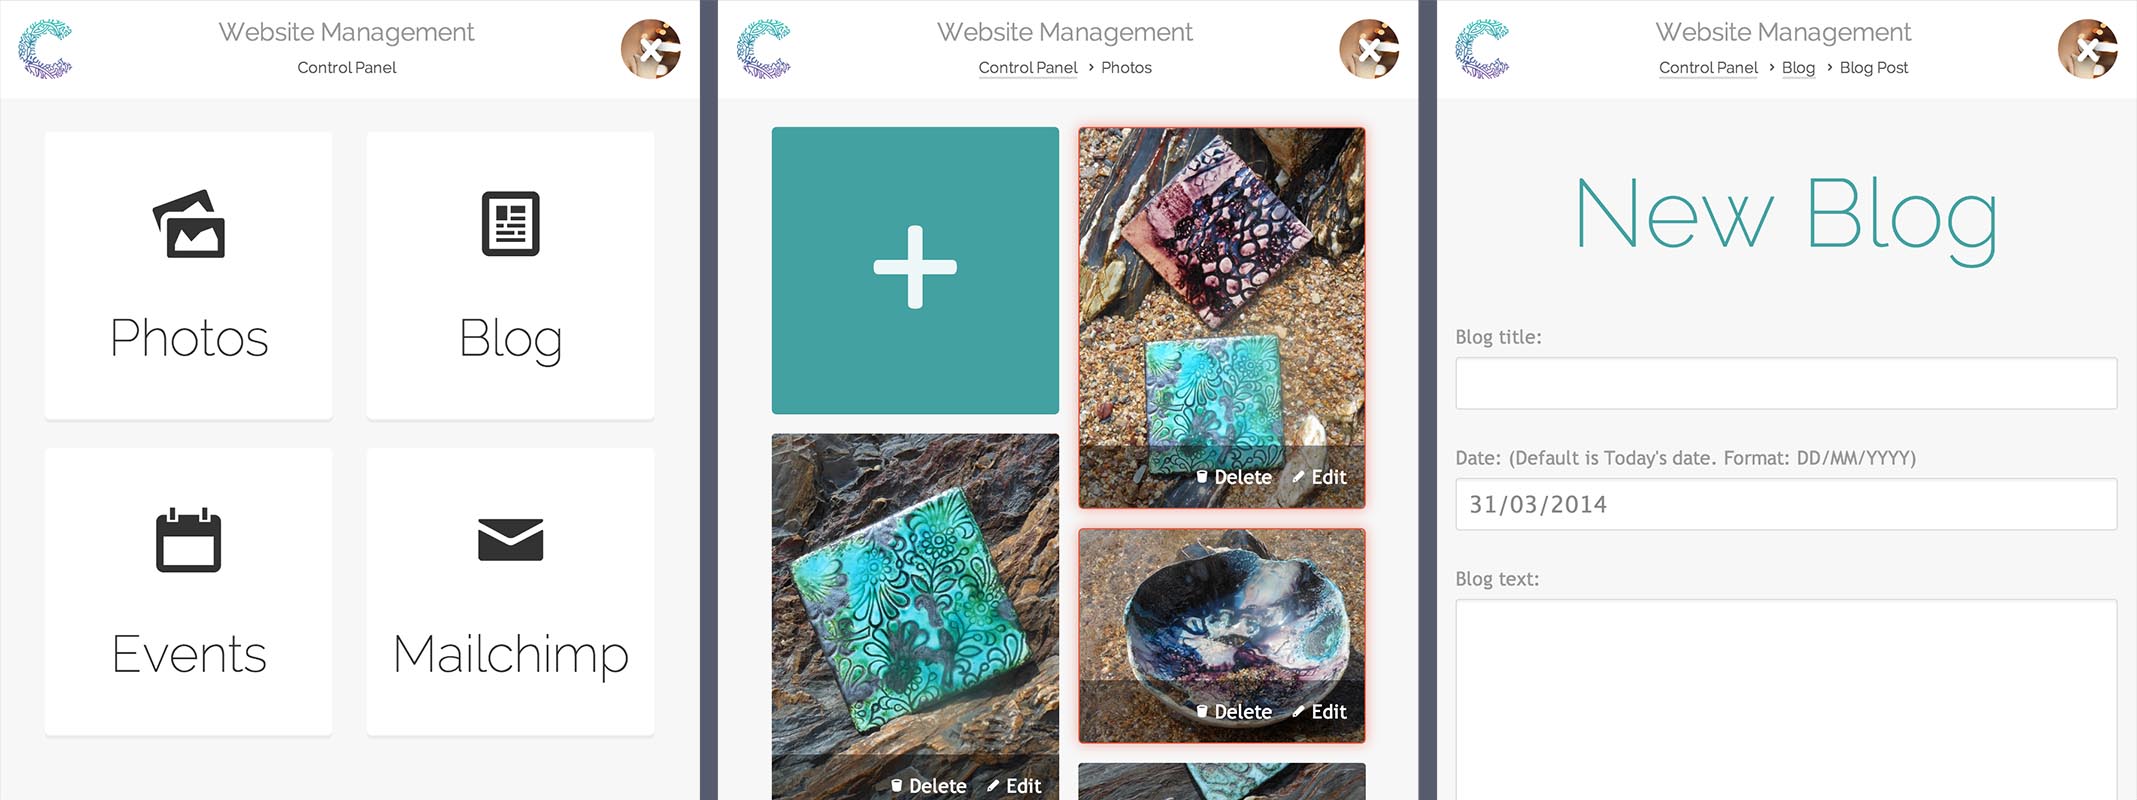 Website Management
Control Panel
Photos
Blog
Events
Mailchimp
Website Management
Control Panel › Photos
Delete Edit
Delete Edit
Delete Edit
Website Management
Control Panel › Blog › Blog Post
New Blog
Blog title:
Date: (Default is Today's date. Format: DD/MM/YYYY)
31/03/2014
Blog text: